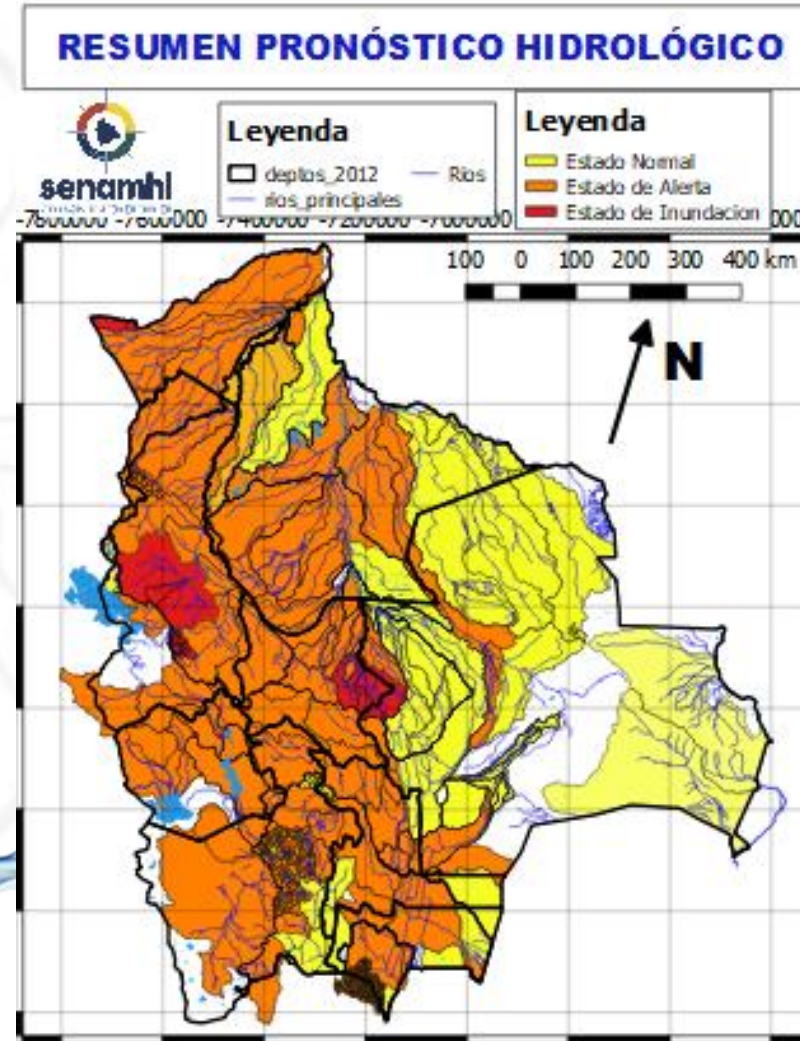 RESUMEN PRONÓSTICO HIDROLÓGICO
senamhi
Leyenda
deptos_2012
Rios
rios_principales
Leyenda
Estado Normal
Estado de Alerta
Estado de Inundacion
100 0 100 200 300 400 km
N